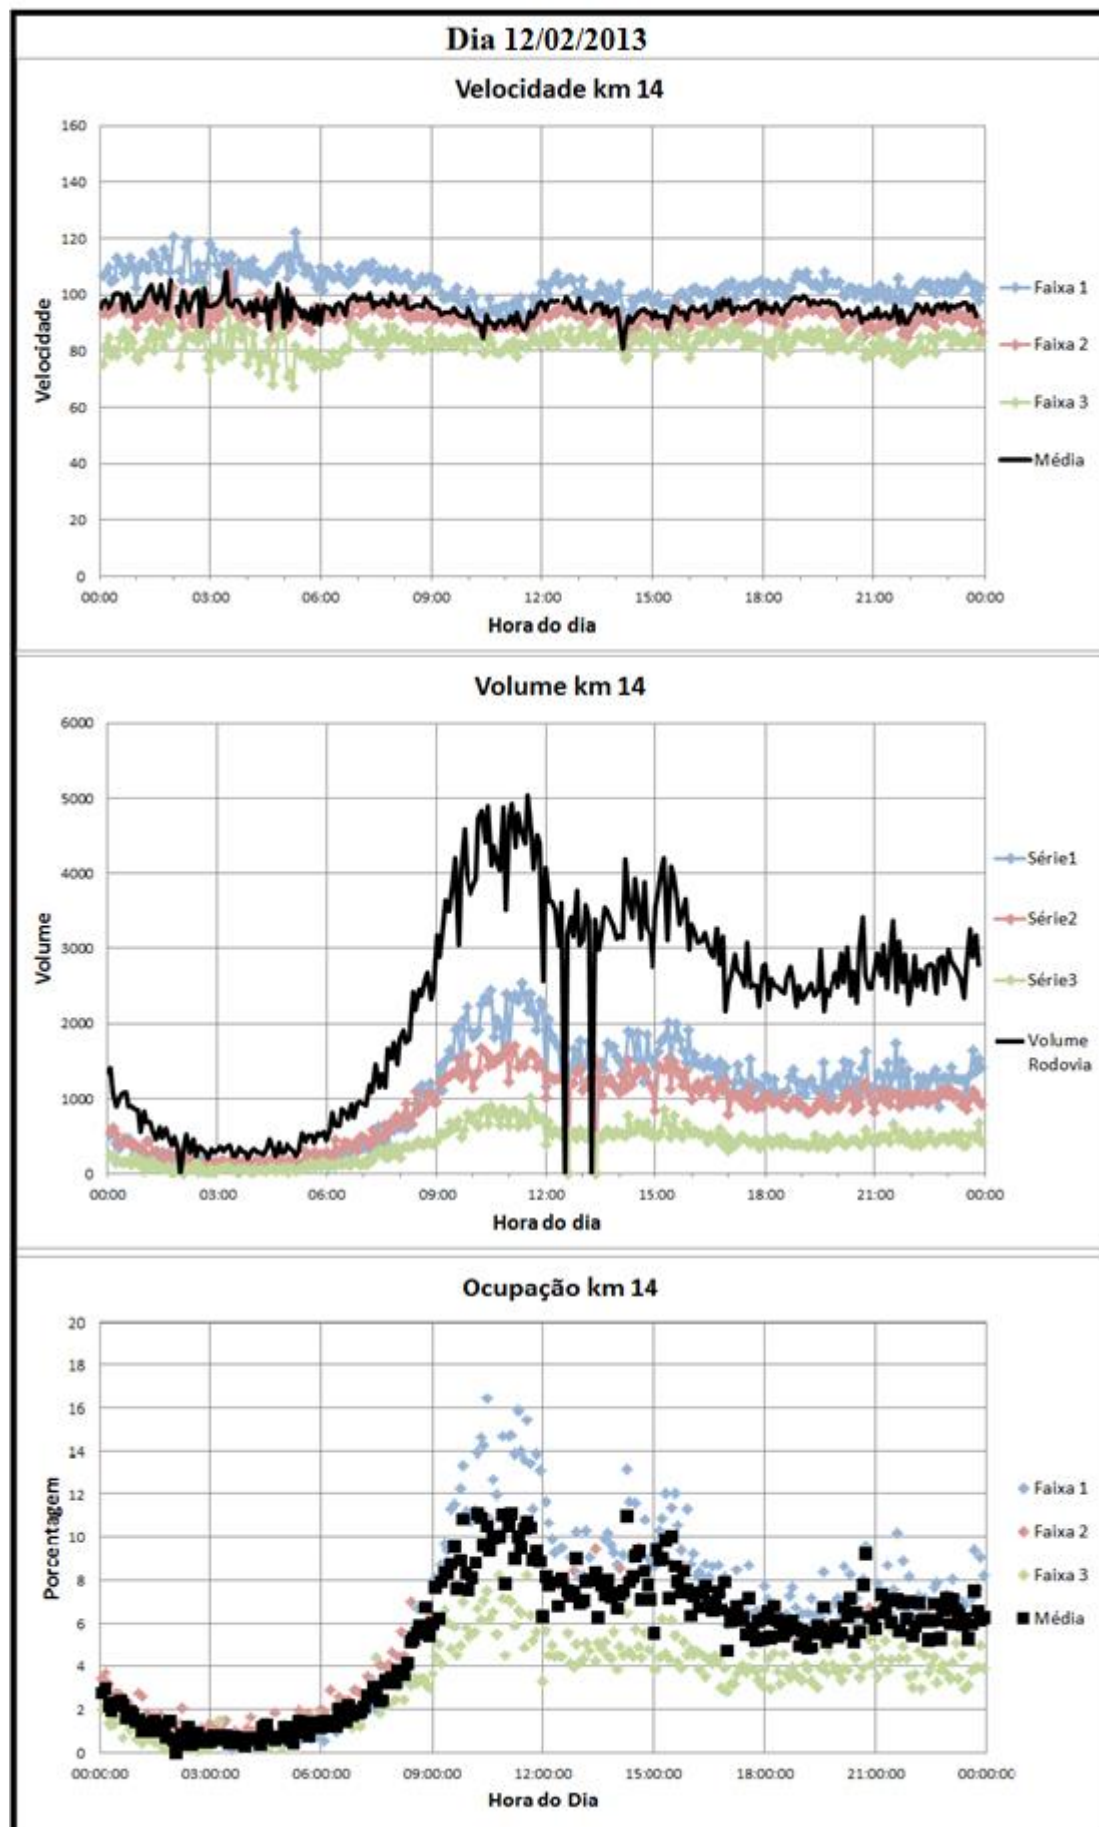 Dia 12/02/2013
Velocidade km 14
160
140
120
100
80
60
40
20
0
Velocidade
00:00 03:00 06:00 09:00 12:00 15:00 18:00 21:00 00:00
Hora do dia
Faixa 1
Faixa 2
Faixa 3
Média
Volume km 14
6000
5000
4000
3000
2000
1000
0
Volume
00:00 03:00 06:00 09:00 12:00 15:00 18:00 21:00 00:00
Hora do dia
Série1
Série2
Série3
Volume
Rodovia
Ocupação km 14
20
18
16
14
12
10
8
6
4
2
0
Porcentagem
00:00:00 03:00:00 06:00:00 09:00:00 12:00:00 15:00:00 18:00:00 21:00:00 00:00:00
Hora do Dia
Faixa 1
Faixa 2
Faixa 3
Média